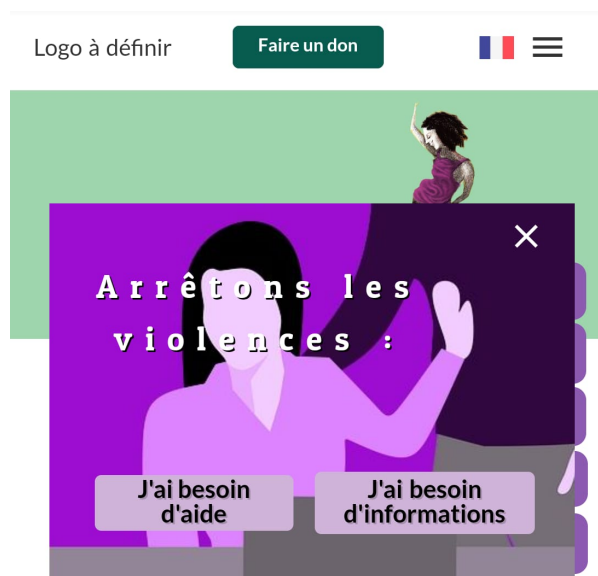 Logo à définir
Faire un don
Arrêtons les
violences :
J'ai besoin
d'aide
J'ai besoin
d'informations